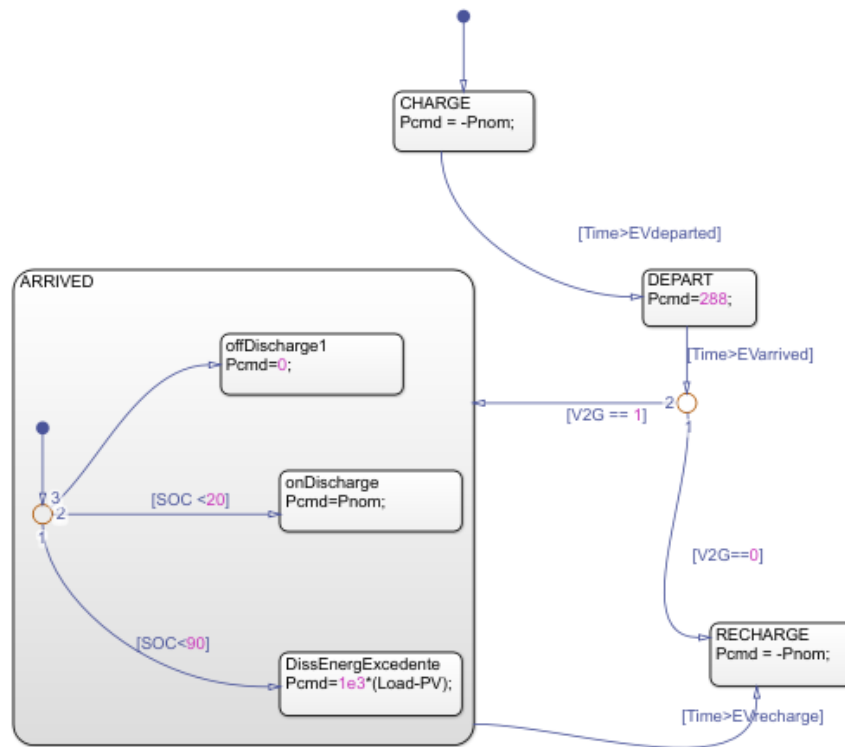 CHARGE
Pcmd = -Pnom;
[Time>EVdeparted]
DEPART
Pcmd=288;
[Time>EVarrived]
ARRIVED
offDischarge1
Pcmd=0;
2
[V2G == 1]
1
3
[SOC <20]
2
1
onDischarge
Pcmd=Pnom;
[V2G==0]
[SOC<90]
DissEnergExcedente
Pcmd=1e3*(Load-PV);
RECHARGE
Pcmd = -Pnom;
[Time>EVrecharge]